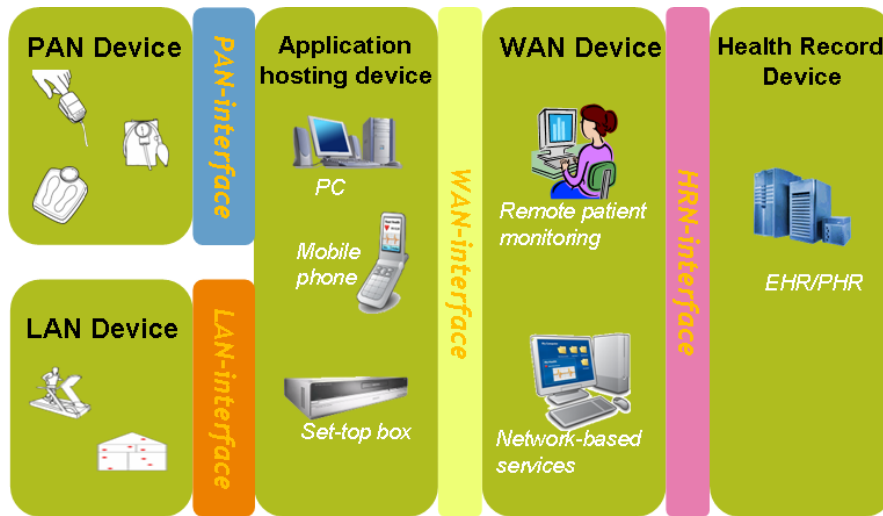 PAN Device
PAN-interface
LAN Device
LAN-interface
Application
hosting device
PC
Mobile
phone
Set-top box
WAN-interface
WAN Device
Remote patient
monitoring
Network-based
services
HRN-interface
Health Record
Device
EHR/PHR